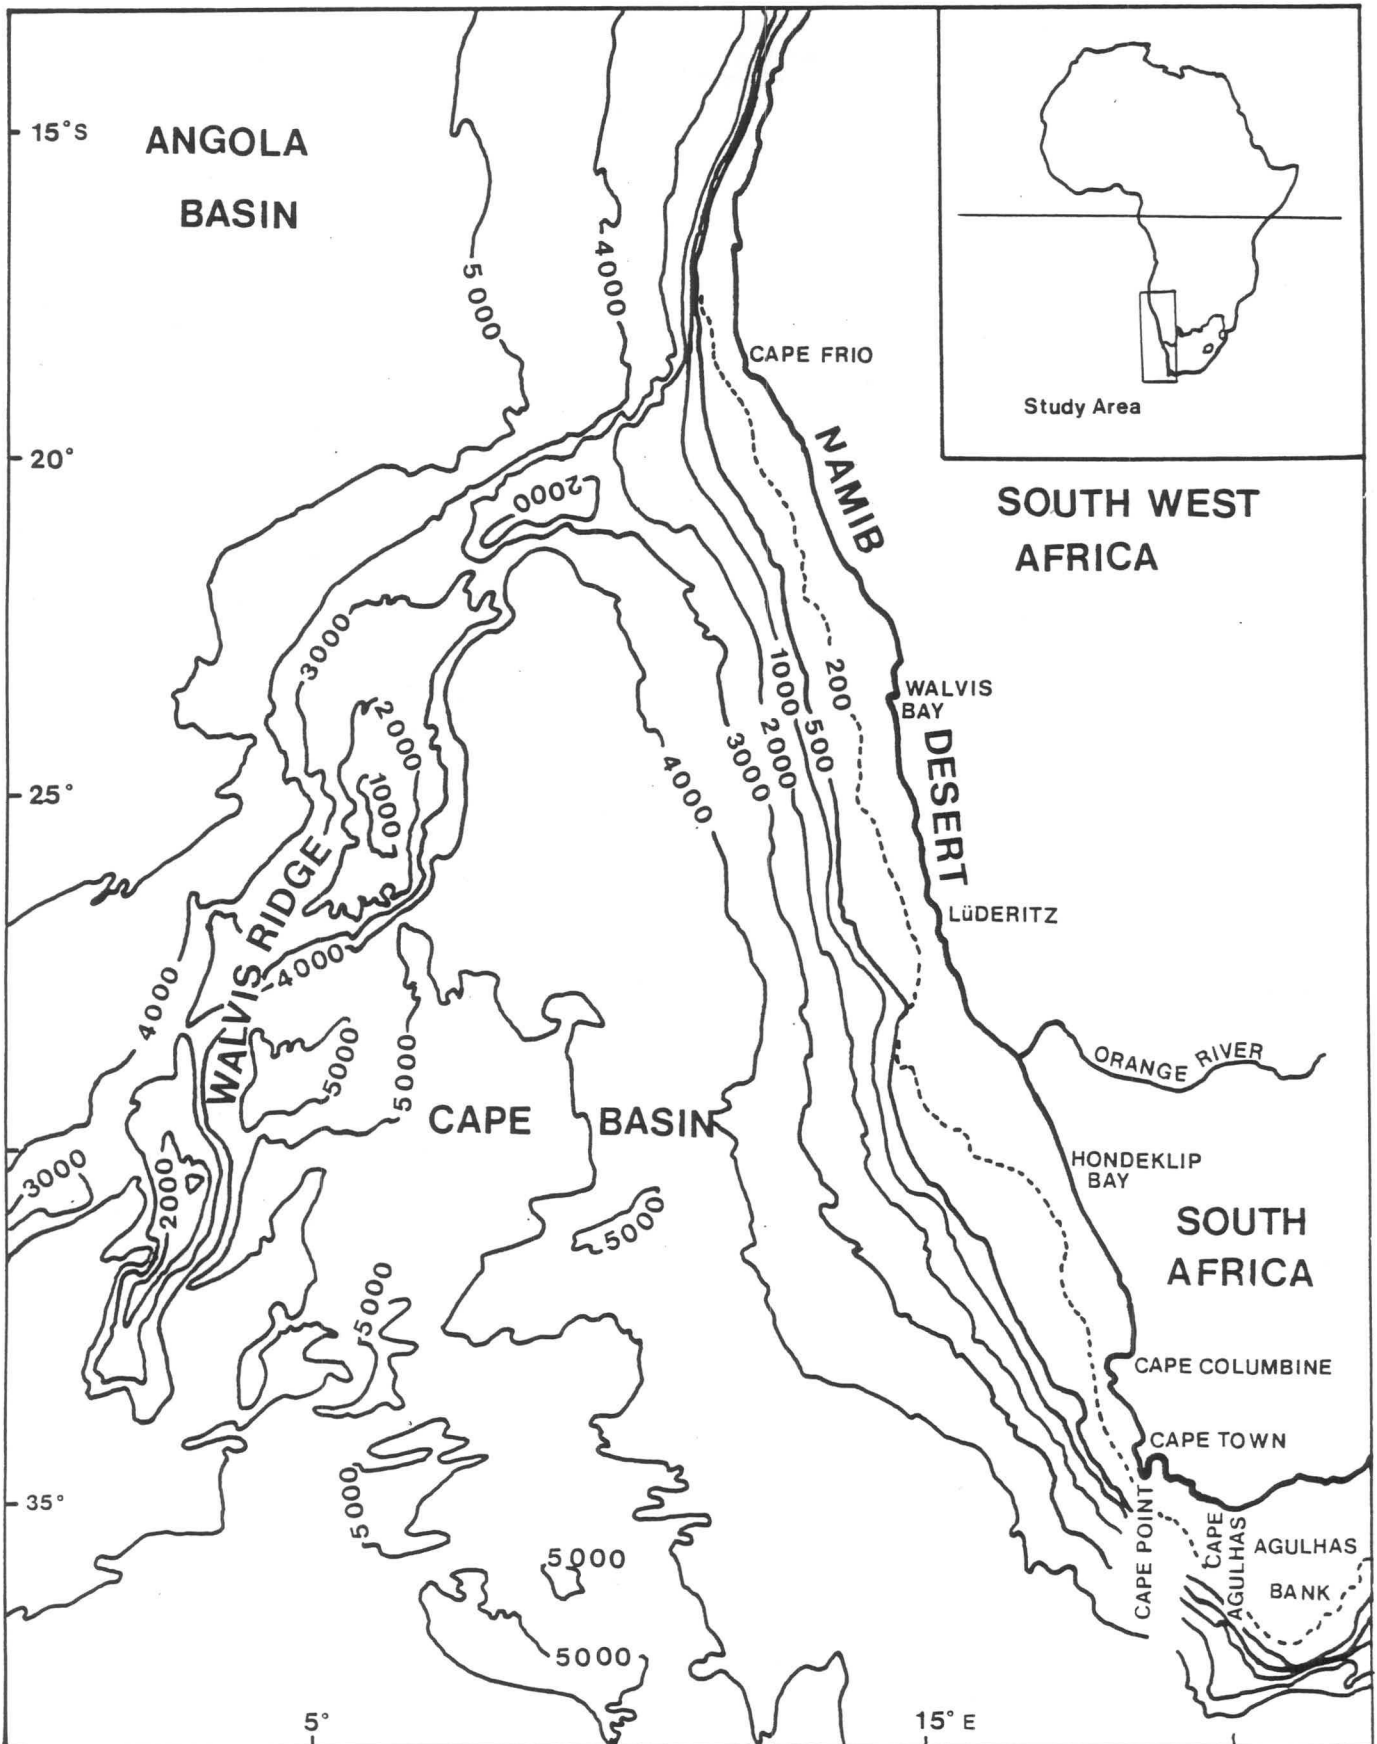 15°S
ANGOLA
BASIN
5000
4000
CAPE FRIO
Study Area
20°
2000
NAMIB
SOUTH WEST
AFRICA
3000
2000
1000
1000
200
500
2000
3000
4000
WALVIS
BAY
DESERT
25°
WALVIS RIDGE
LüDERITZ
4000
4000
5000
5000
ORANGE RIVER
CAPE BASIN
3000
2000
HONDEKLIP
BAY
5000
SOUTH
AFRICA
5000
CAPE COLUMBINE
CAPE TOWN
35°
5000
CAPE POINT
CAPE
AGULHAS
AGULHAS
BANK
5000
5000
5°
15° E